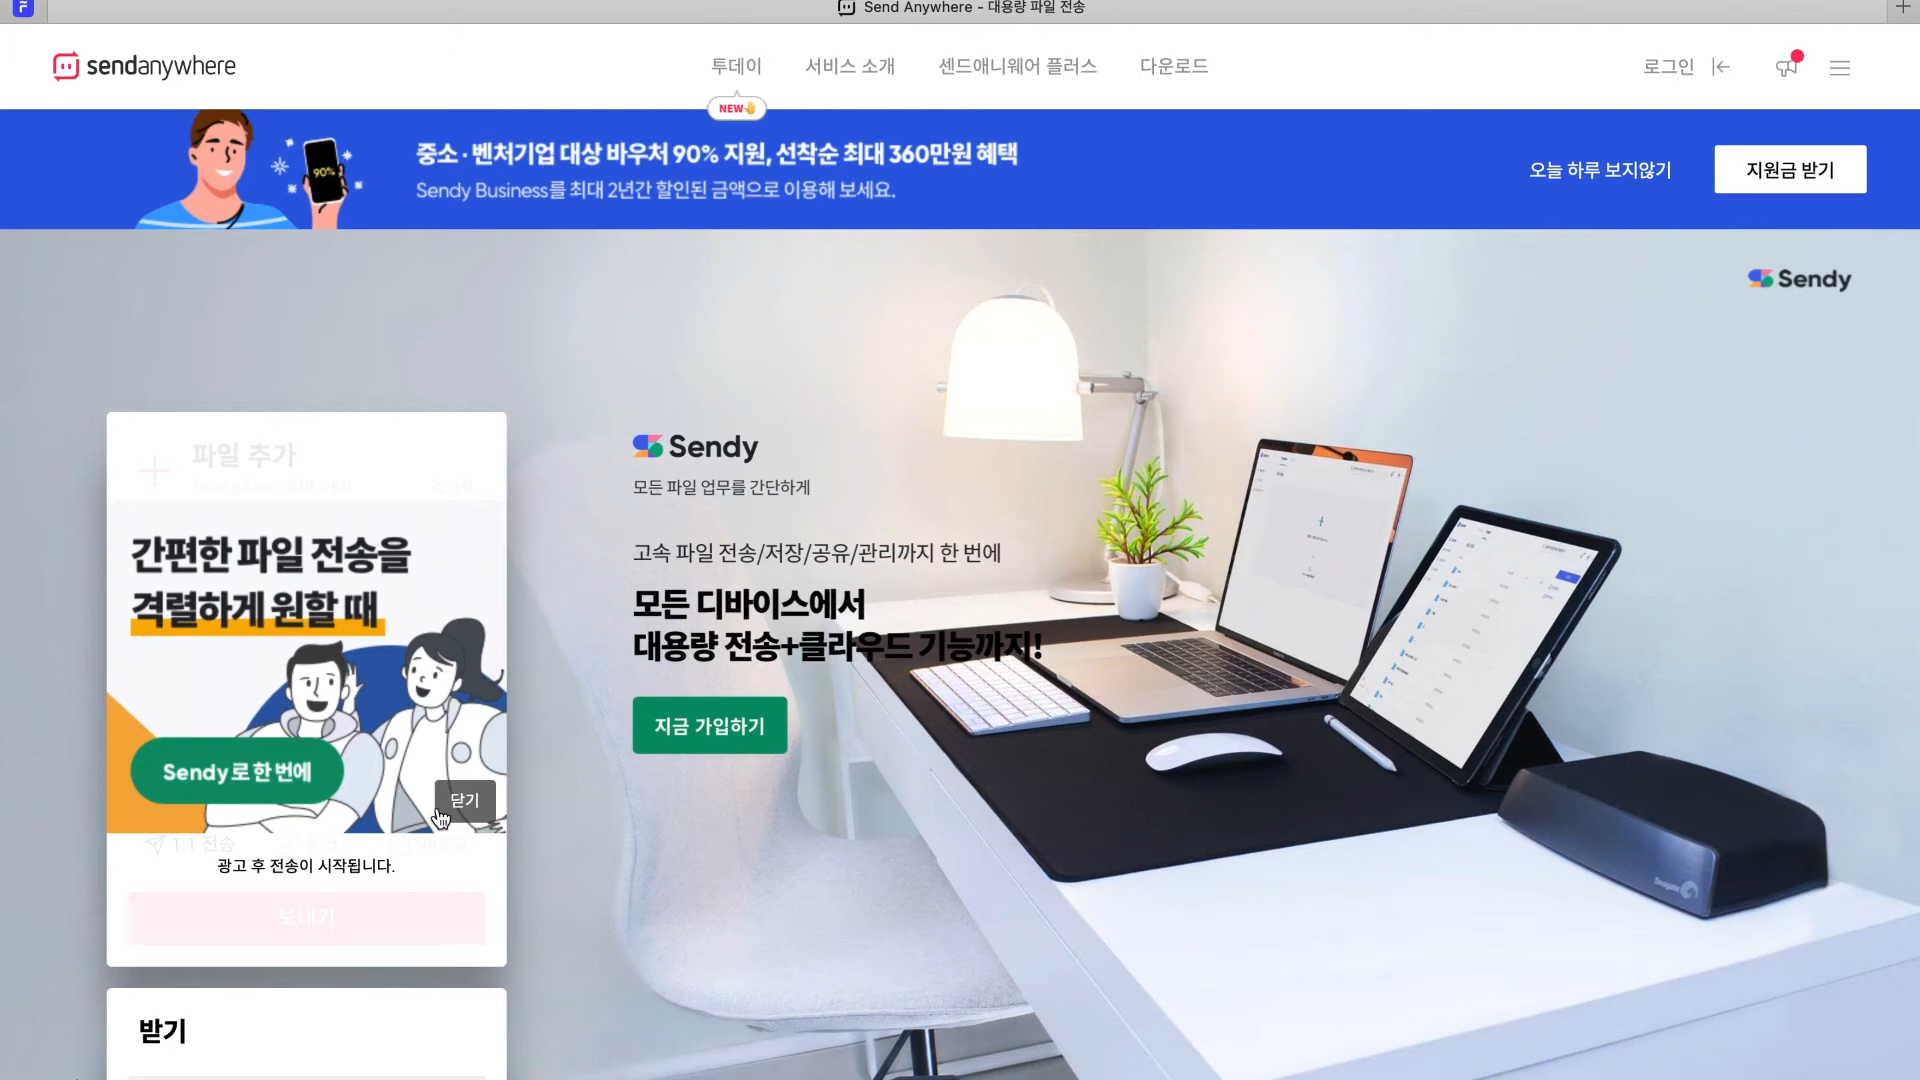 Send Anywhere - 대용량 파일 전송
sendanywhere
투데이
서비스 소개
센드애니웨어 플러스
다운로드
로그인
NEW
중소·벤처기업 대상 바우처 90% 지원, 선착순 최대 360만원 혜택
Sendy Business를 최대 2년간 할인된 금액으로 이용해 보세요.
90%
오늘 하루 보지않기
지원금 받기
Sendy
파일 추가
간편한 파일 전송을
격렬하게 원할 때
Sendy로 한 번에
닫기
1:1 전송
광고 후 전송이 시작됩니다.
보내기
받기
Sendy
모든 파일 업무를 간단하게
고속 파일 전송/저장/공유/관리까지 한 번에
모든 디바이스에서
대용량 전송+클라우드 기능까지!
지금 가입하기
Seagate